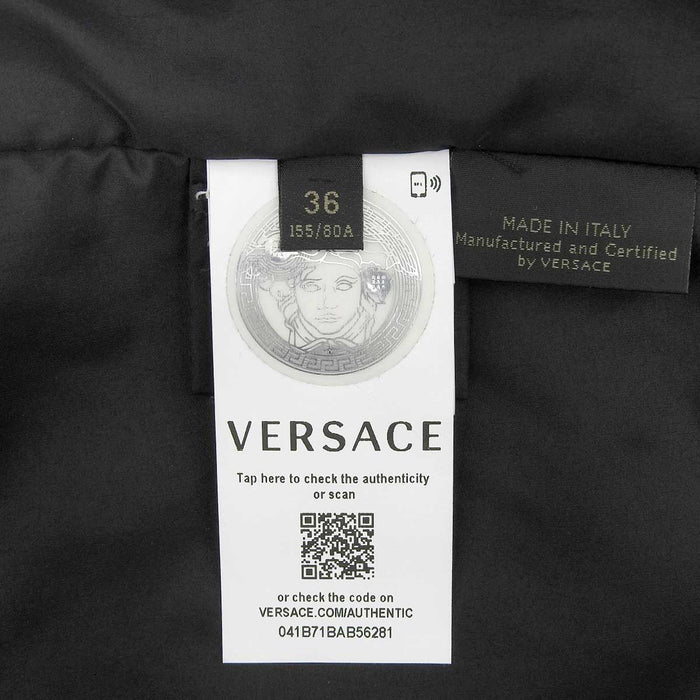 36
155/80A
MADE IN ITALY
Manufactured and Certified
by VERSACE
VERSACE
Tap here to check the authenticity
or scan
or check the code on
VERSACE.COM/AUTHENTIC
041B71BAB56281